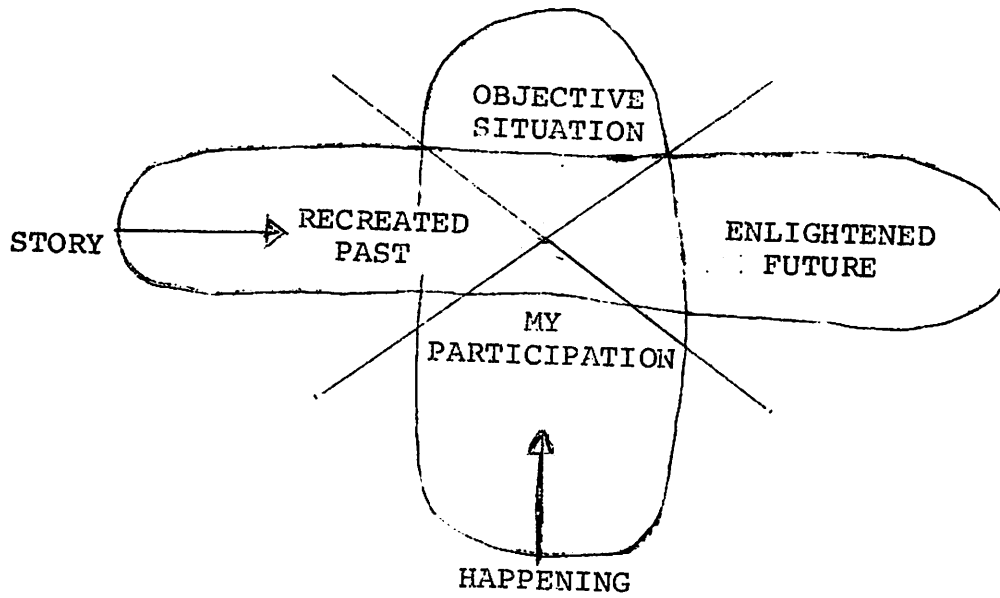 OBJECTIVE
SITUATION
STORY
RECREATED
PAST
ENLIGHTENED
FUTURE
MY
PARTICIPATION
HAPPENING